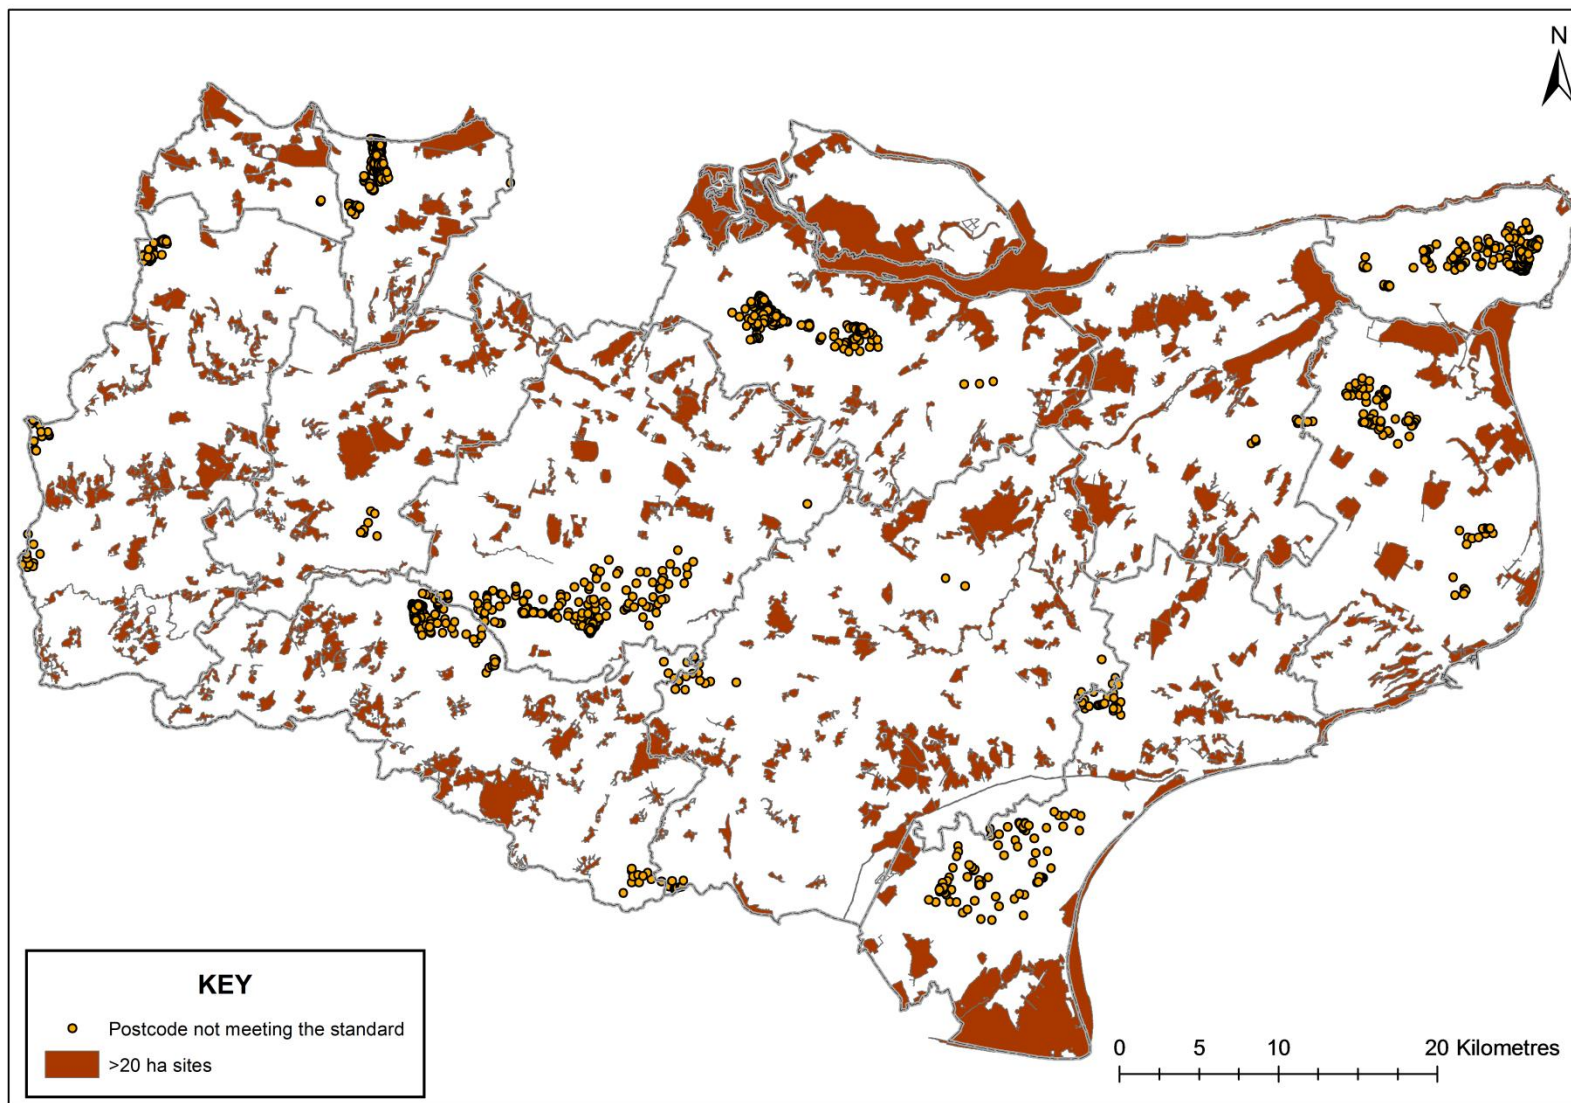 N
KEY
Postcode not meeting the standard
>20 ha sites
0 5 10 20 Kilometres